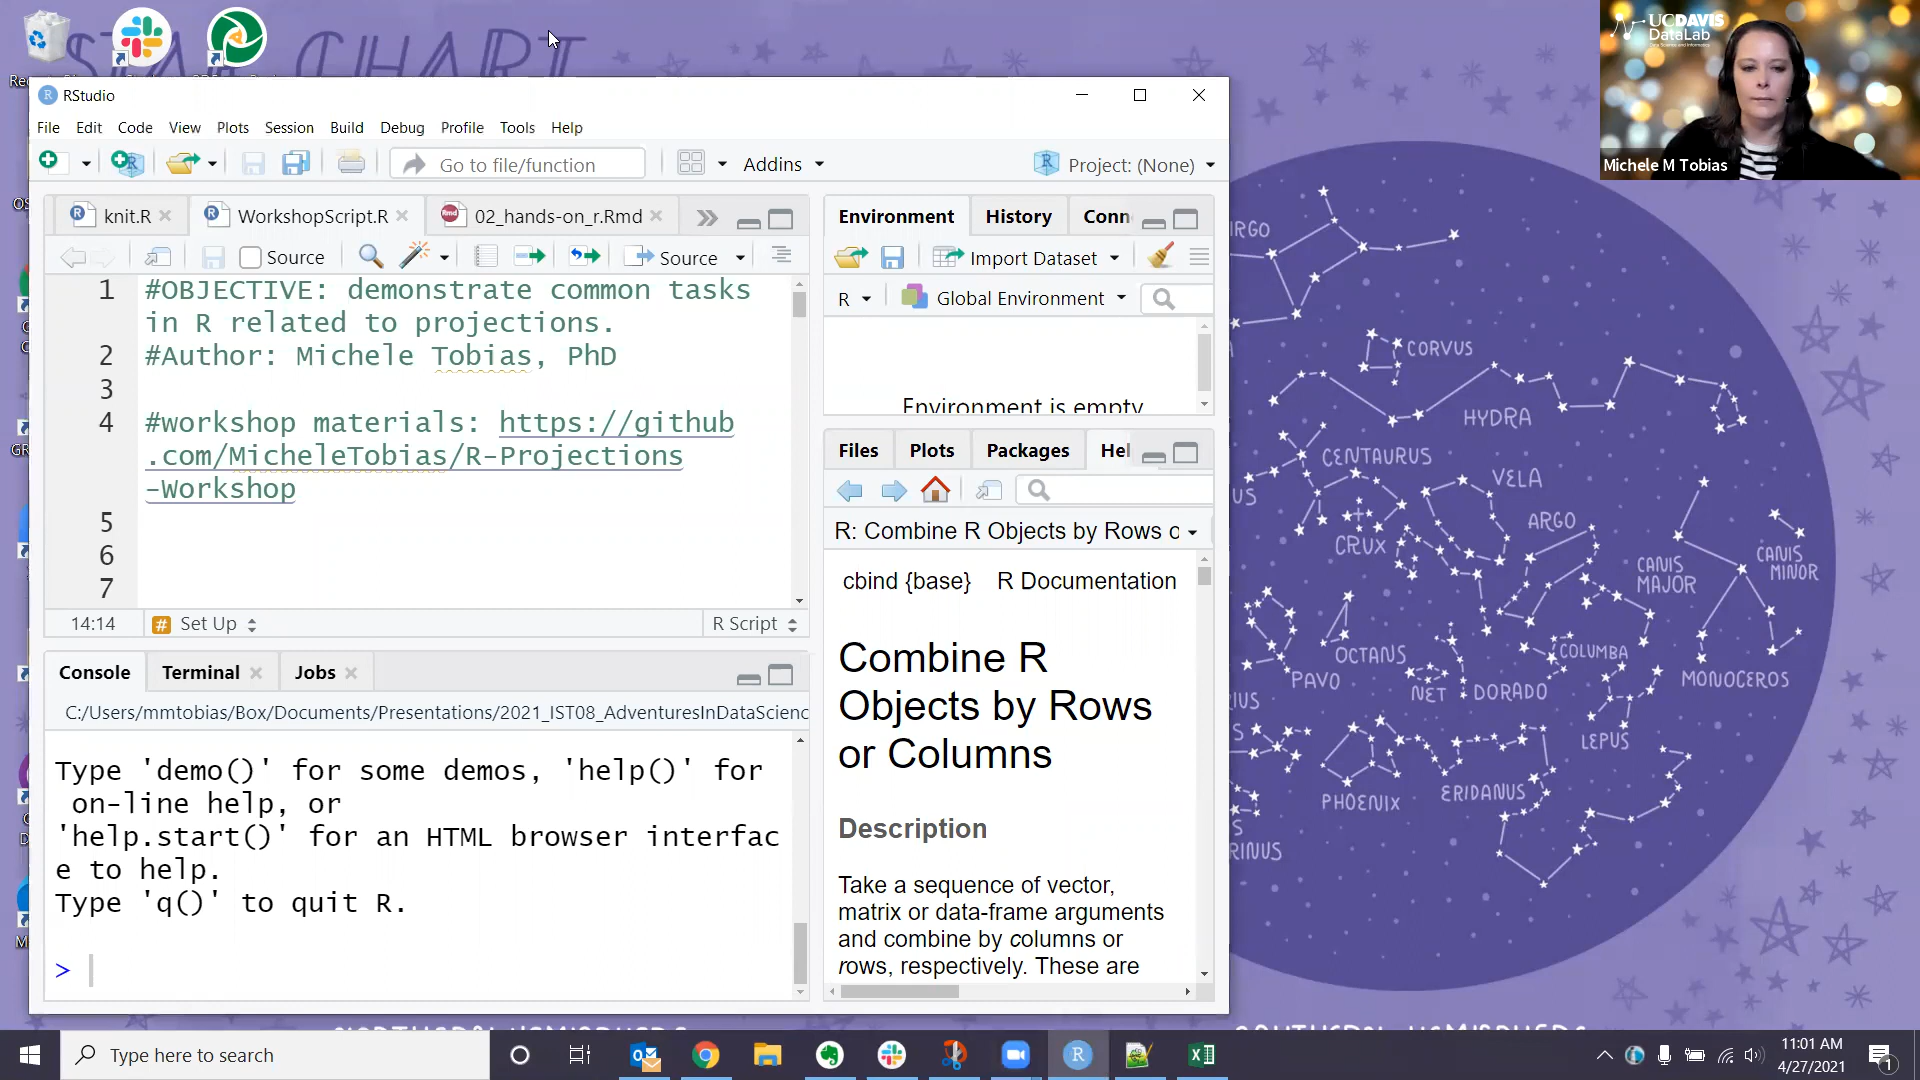 STAR CHART
UCDAVIS
DataLab
Michele M Tobias
RStudio
File Edit Code View Plots Session Build Debug Profile Tools Help
Go to file/function Addins Project: (None)
knit.R WorkshopScript.R 02_hands-on_r.Rmd
Source Source
1 #OBJECTIVE: demonstrate common tasks
in R related to projections.
2 #Author: Michele Tobias, PhD
3
4 #workshop materials: https://github
.com/MicheleTobias/R-Projections
-Workshop
5
6
7
14:14 # Set Up R Script
Console Terminal Jobs
C:/Users/mmtobias/Box/Documents/Presentations/2021_IST08_AdventuresInDataScienc
Type 'demo()' for some demos, 'help()' for
on-line help, or
'help.start()' for an HTML browser interfac
e to help.
Type 'q()' to quit R.
>
Environment History Conn
Import Dataset
R Global Environment
Environment is empty
Files Plots Packages Hel
R: Combine R Objects by Rows o
cbind {base} R Documentation
Combine R
Objects by Rows
or Columns
Description
Take a sequence of vector,
matrix or data-frame arguments
and combine by columns or
rows, respectively. These are
CORVUS
HYDRA
CENTAURUS
VELA
ARGO
CRUX
CANIS
MAJOR
CANIS
MINOR
OCTANS
COLUMBA
PAVO
NET
DORADO
MONOCEROS
LEPUS
PHOENIX
ERIDANUS
Type here to search
11:01 AM
4/27/2021
1